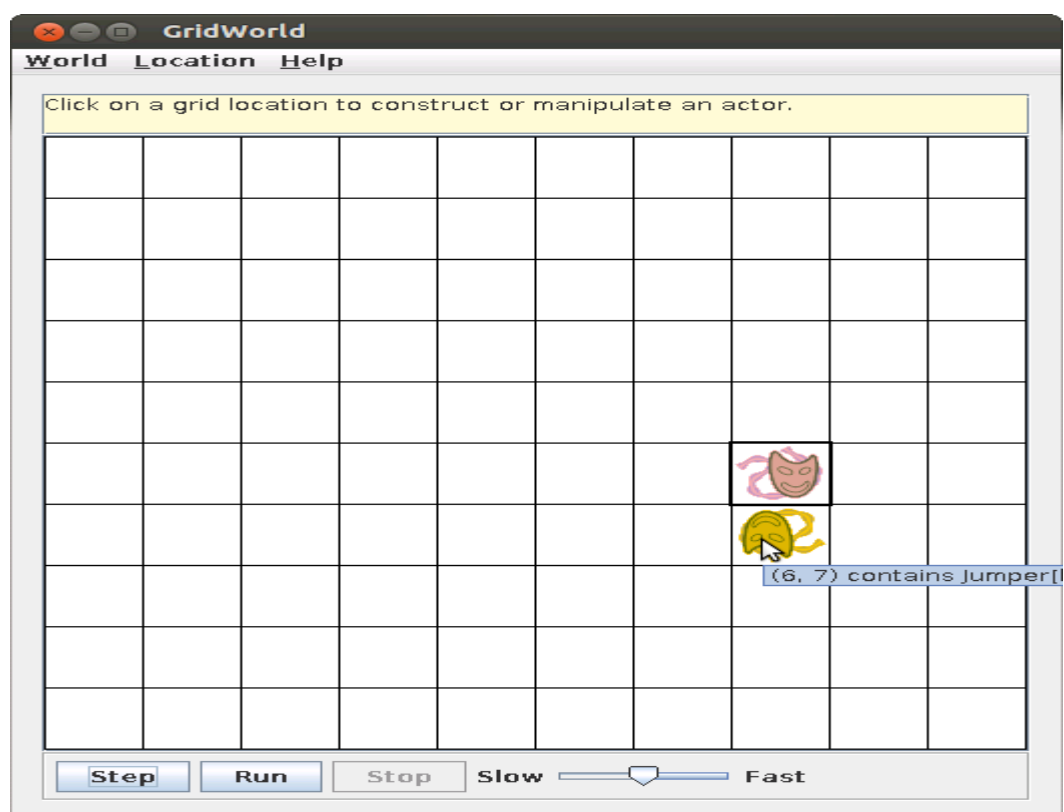 GridWorld
World Location Help
Click on a grid location to construct or manipulate an actor.
(6, 7) contains Jumper[
Step Run Stop Slow Fast